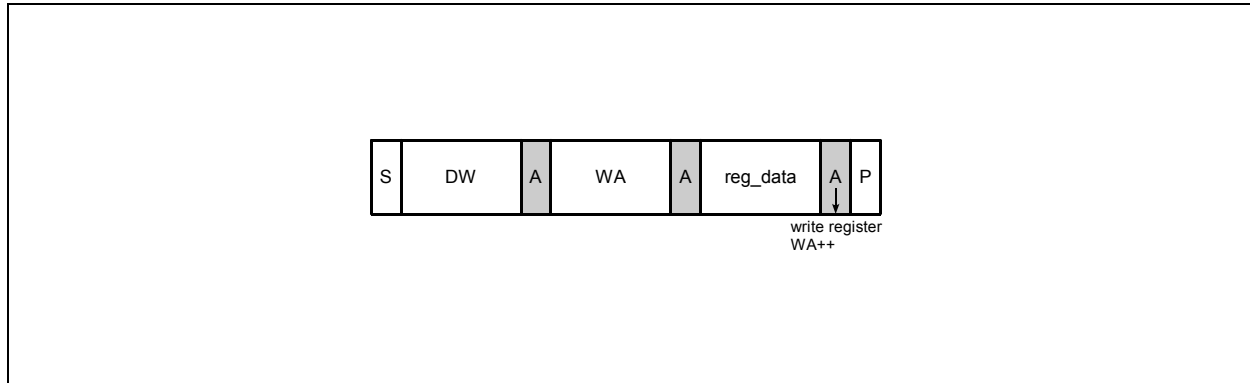 S DW A WA A reg_data A P
write register
WA++